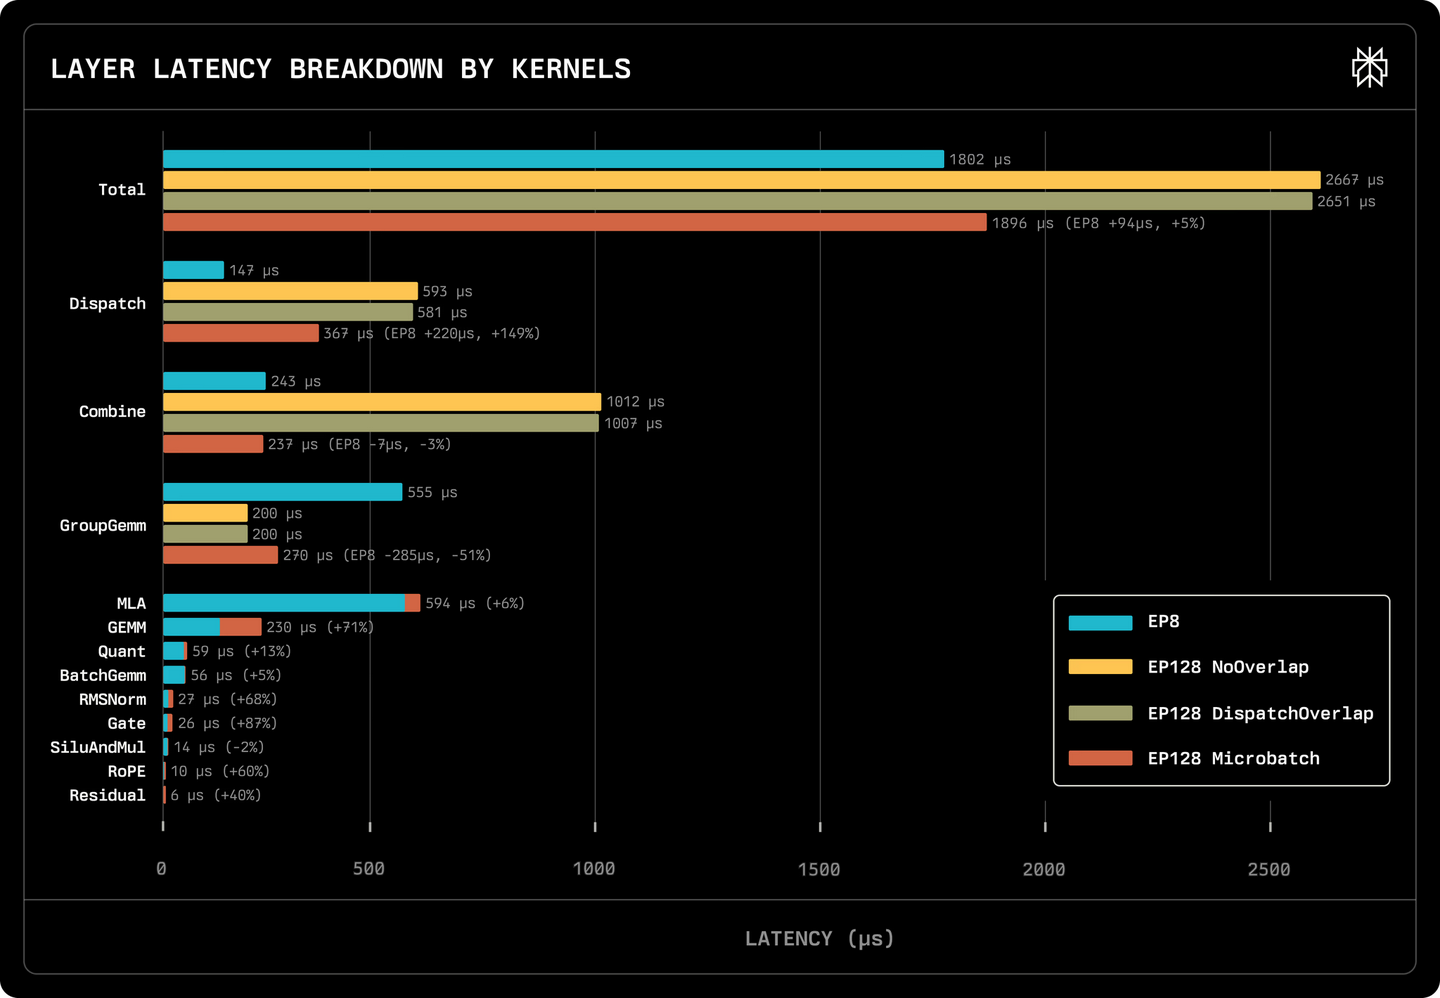 LAYER LATENCY BREAKDOWN BY KERNELS
Total
1802 µs
2667 µs
2651 µs
1896 µs (EP8 +94µs, +5%)
Dispatch
147 µs
593 µs
581 µs
367 µs (EP8 +220µs, +149%)
Combine
243 µs
1012 µs
1007 µs
237 µs (EP8 -7µs, -3%)
GroupGemm
555 µs
200 µs
200 µs
270 µs (EP8 -285µs, -51%)
MLA 594 µs (+6%)
GEMM 230 µs (+71%)
Quant 59 µs (+13%)
BatchGemm 56 µs (+5%)
RMSNorm 27 µs (+68%)
Gate 26 µs (+87%)
SiluAndMul 14 µs (-2%)
RoPE 10 µs (+60%)
Residual 6 µs (+40%)
EP8
EP128 NoOverlap
EP128 DispatchOverlap
EP128 Microbatch
0 500 1000 1500 2000 2500
LATENCY (µs)